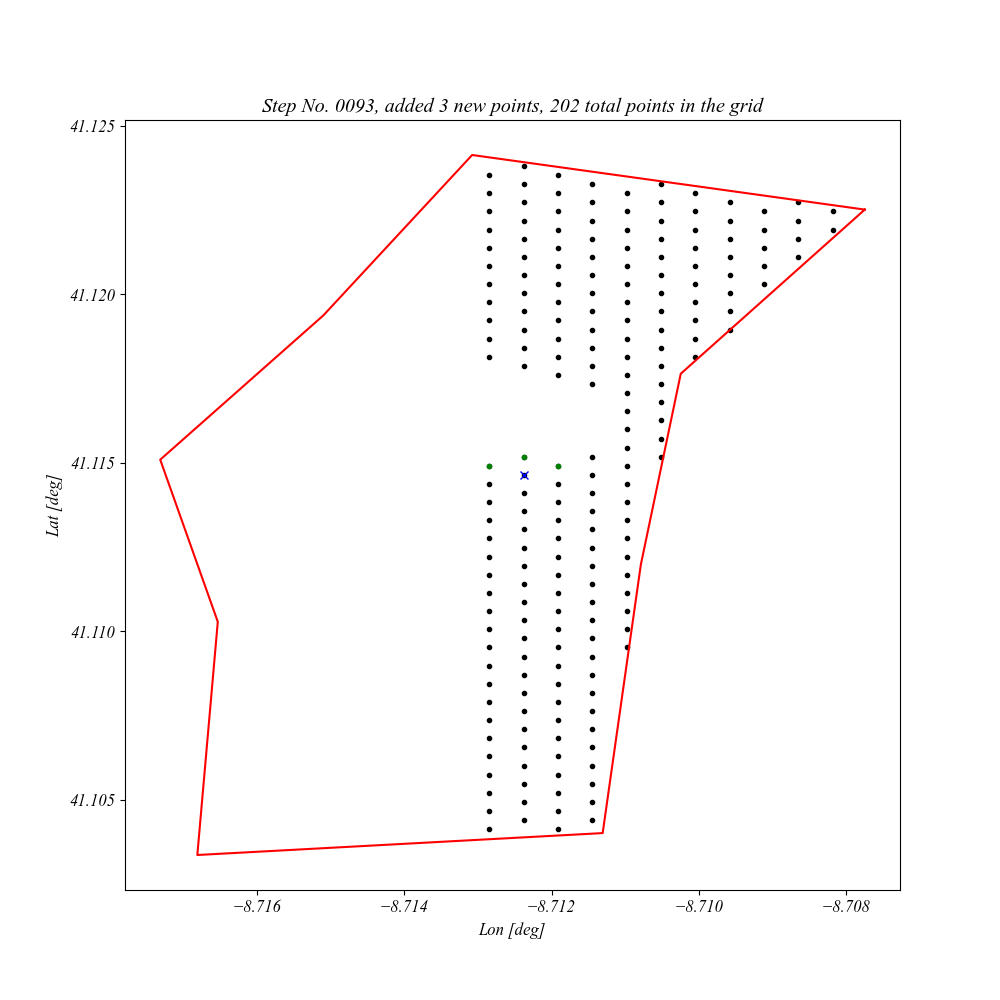 Step No. 0093, added 3 new points, 202 total points in the grid
41.125
41.120
41.115
41.110
41.105
Lat [deg]
−8.716 −8.714 −8.712 −8.710 −8.708
Lon [deg]